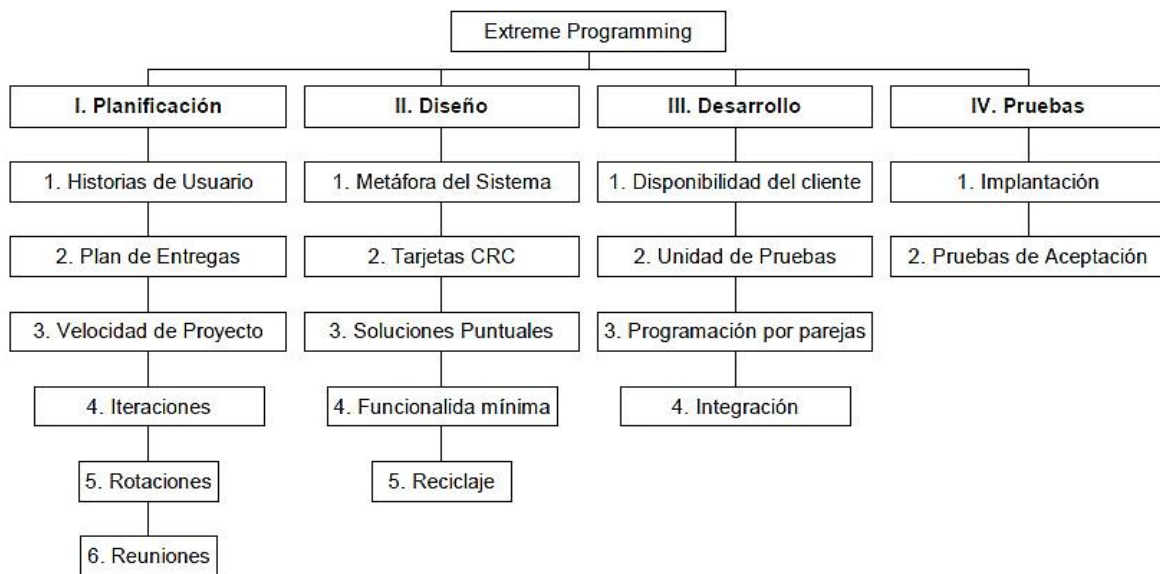 Extreme Programming
I. Planificación
1. Historias de Usuario
2. Plan de Entregas
3. Velocidad de Proyecto
4. Iteraciones
5. Rotaciones
6. Reuniones
II. Diseño
1. Metáfora del Sistema
2. Tarjetas CRC
3. Soluciones Puntuales
4. Funcionalida mínima
5. Reciclaje
III. Desarrollo
1. Disponibilidad del cliente
2. Unidad de Pruebas
3. Programación por parejas
4. Integración
IV. Pruebas
1. Implantación
2. Pruebas de Aceptación